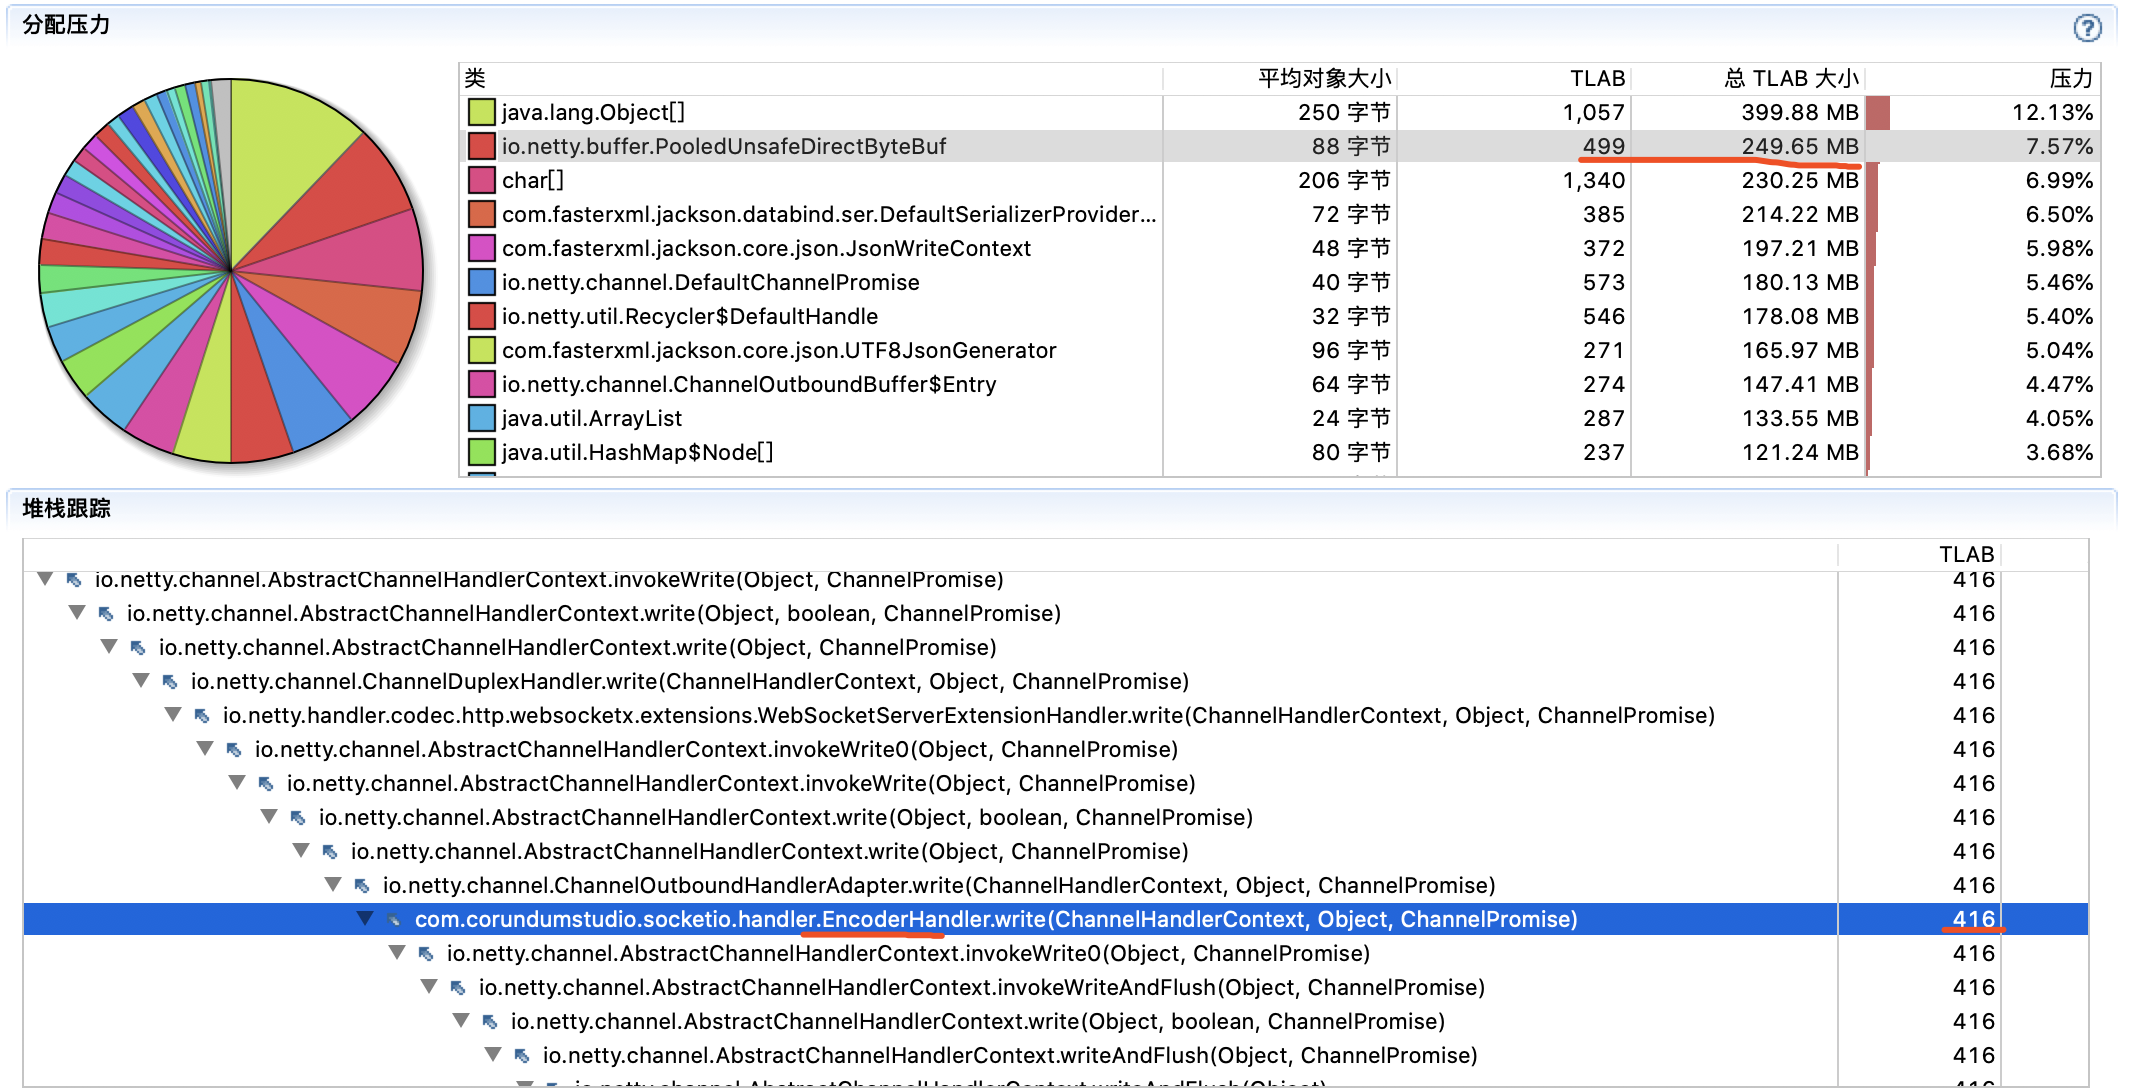 分配压力
类 平均对象大小 TLAB 总 TLAB 大小 压力
java.lang.Object[] 250 字节 1,057 399.88 MB 12.13%
io.netty.buffer.PooledUnsafeDirectByteBuf 88 字节 499 249.65 MB 7.57%
char[] 206 字节 1,340 230.25 MB 6.99%
com.fasterxml.jackson.databind.ser.DefaultSerializerProvider... 72 字节 385 214.22 MB 6.50%
com.fasterxml.jackson.core.json.JsonWriteContext 48 字节 372 197.21 MB 5.98%
io.netty.channel.DefaultChannelPromise 40 字节 573 180.13 MB 5.46%
io.netty.util.Recycler$DefaultHandle 32 字节 546 178.08 MB 5.40%
com.fasterxml.jackson.core.json.UTF8JsonGenerator 96 字节 271 165.97 MB 5.04%
io.netty.channel.ChannelOutboundBuffer$Entry 64 字节 274 147.41 MB 4.47%
java.util.ArrayList 24 字节 287 133.55 MB 4.05%
java.util.HashMap$Node[] 80 字节 237 121.24 MB 3.68%
堆栈跟踪
TLAB
io.netty.channel.AbstractChannelHandlerContext.invokeWrite(Object, ChannelPromise) 416
io.netty.channel.AbstractChannelHandlerContext.write(Object, boolean, ChannelPromise) 416
io.netty.channel.AbstractChannelHandlerContext.write(Object, ChannelPromise) 416
io.netty.channel.ChannelDuplexHandler.write(ChannelHandlerContext, Object, ChannelPromise) 416
io.netty.handler.codec.http.websocketx.extensions.WebSocketServerExtensionHandler.write(ChannelHandlerContext, Object, ChannelPromise) 416
io.netty.channel.AbstractChannelHandlerContext.invokeWrite0(Object, ChannelPromise) 416
io.netty.channel.AbstractChannelHandlerContext.invokeWrite(Object, ChannelPromise) 416
io.netty.channel.AbstractChannelHandlerContext.write(Object, boolean, ChannelPromise) 416
io.netty.channel.AbstractChannelHandlerContext.write(Object, ChannelPromise) 416
io.netty.channel.ChannelOutboundHandlerAdapter.write(ChannelHandlerContext, Object, ChannelPromise) 416
com.corundumstudio.socketio.handler.EncoderHandler.write(ChannelHandlerContext, Object, ChannelPromise) 416
io.netty.channel.AbstractChannelHandlerContext.invokeWrite0(Object, ChannelPromise) 416
io.netty.channel.AbstractChannelHandlerContext.invokeWriteAndFlush(Object, ChannelPromise) 416
io.netty.channel.AbstractChannelHandlerContext.write(Object, boolean, ChannelPromise) 416
io.netty.channel.AbstractChannelHandlerContext.writeAndFlush(Object, ChannelPromise) 416